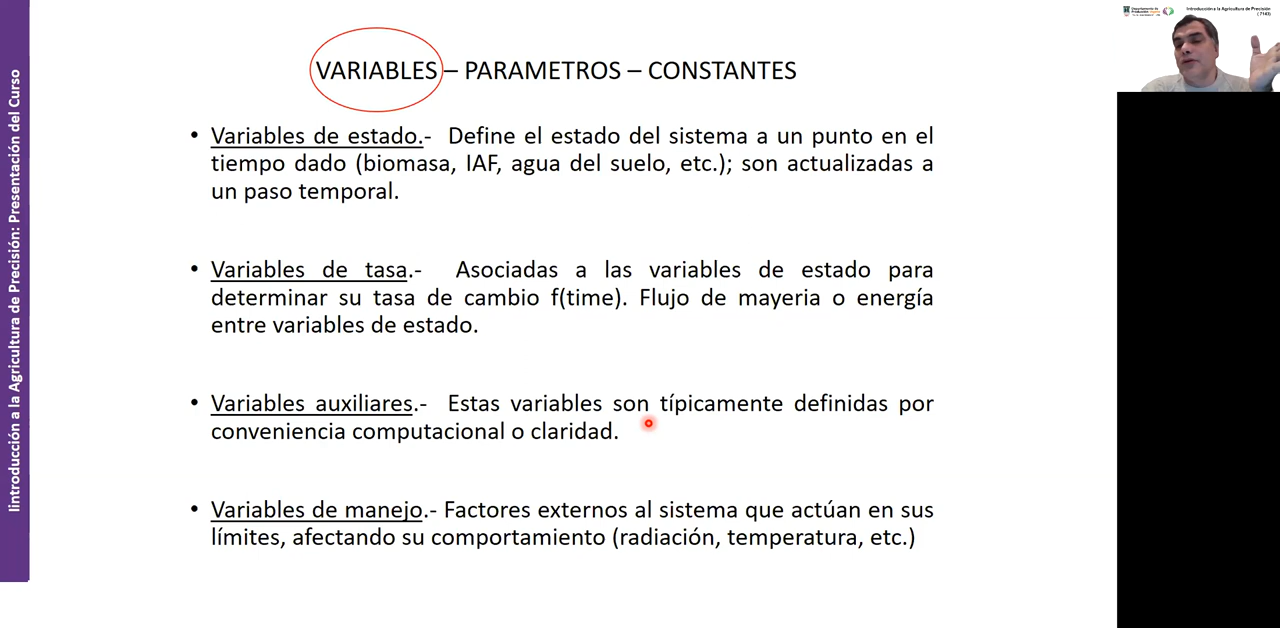 Introducción a la Agricultura de Precisión
(7143)
VARIABLES – PARAMETROS – CONSTANTES
• Variables de estado.- Define el estado del sistema a un punto en el
tiempo dado (biomasa, IAF, agua del suelo, etc.); son actualizadas a
un paso temporal.
• Variables de tasa.- Asociadas a las variables de estado para
determinar su tasa de cambio f(time). Flujo de mayeria o energía
entre variables de estado.
• Variables auxiliares.- Estas variables son típicamente definidas por
conveniencia computacional o claridad.
• Variables de manejo.- Factores externos al sistema que actúan en sus
límites, afectando su comportamiento (radiación, temperatura, etc.)
Iintroducción a la Agricultura de Precisión: Presentación del Curso